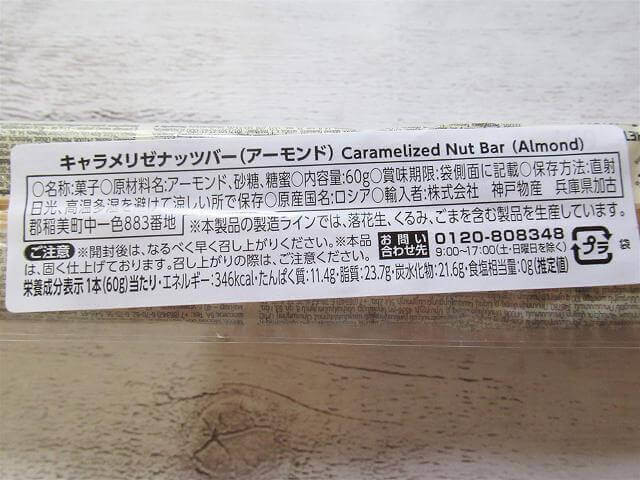 キャラメリゼナッツバー(アーモンド) Caramelized Nut Bar (Almond)
○名称:菓子○原材料名:アーモンド、砂糖、糖蜜○内容量:60g○賞味期限:袋側面に記載○保存方法:直射
日光、高温多湿を避けて涼しい所で保存○原産国名:ロシア○輸入者:株式会社 神戸物産 兵庫県加古
郡稲美町中一色883番地 ※本製品の製造ラインでは、落花生、くるみ、ごまを含む製品を生産しています。
ご注意 ※開封後は、なるべく早く召し上がりください。※本品
は、固く仕上げております。召し上がりの際は、ご注意ください。
お問い
合わせ先
0120-808348
9:00~17:00(土・日曜日を除く)
プラ 袋
栄養成分表示1本(60g)当たり・エネルギー:346kcal・たんぱく質:11.4g・脂質:23.7g・炭水化物:21.6g・食塩相当量:0g(推定値)